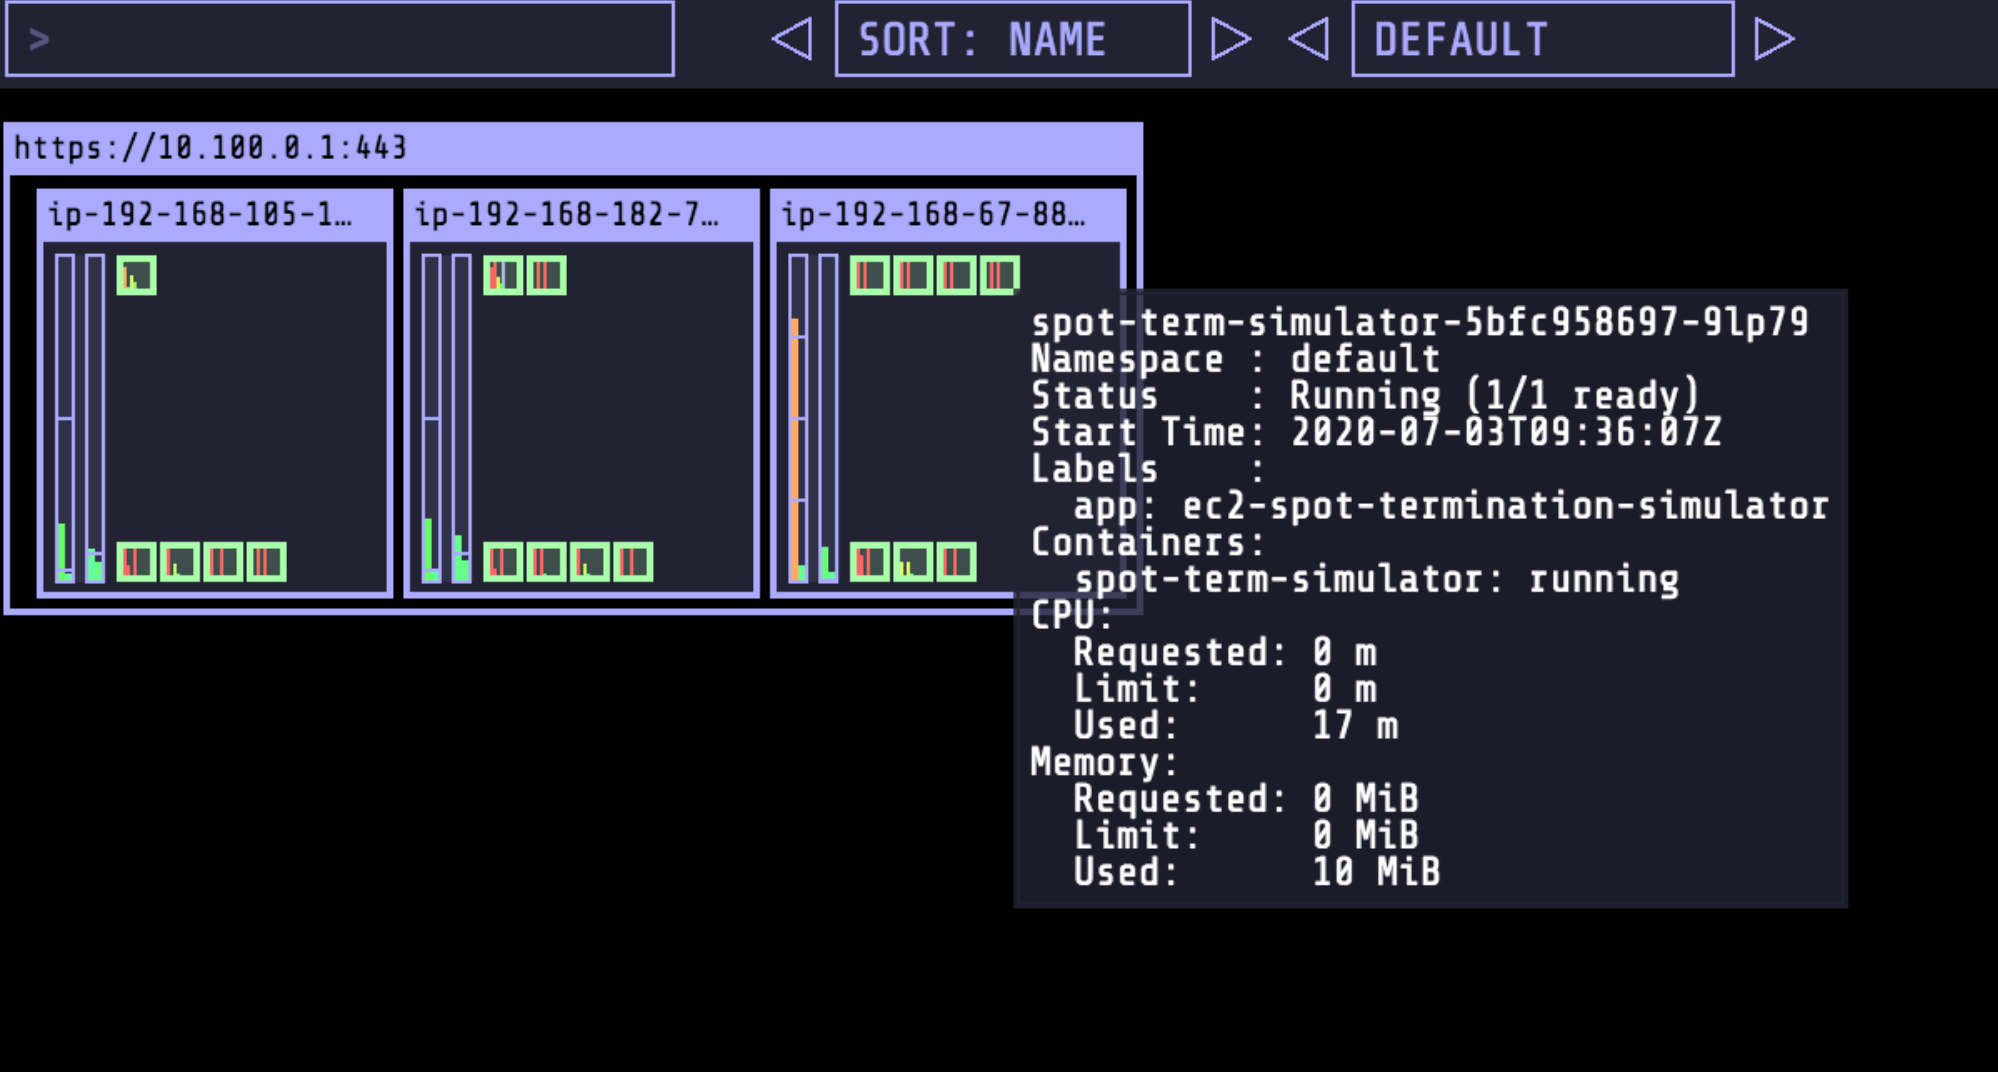 >
SORT: NAME
DEFAULT
https://10.100.0.1:443
ip-192-168-105-1…
ip-192-168-182-7…
ip-192-168-67-88…
spot-term-simulator-5bfc958697-9lp79
Namespace : default
Status    : Running (1/1 ready)
Start Time: 2020-07-03T09:36:07Z
Labels    :
  app: ec2-spot-termination-simulator
Containers:
  spot-term-simulator: running
CPU:
  Requested: 0 m
  Limit:     0 m
  Used:      17 m
Memory:
  Requested: 0 MiB
  Limit:     0 MiB
  Used:      10 MiB